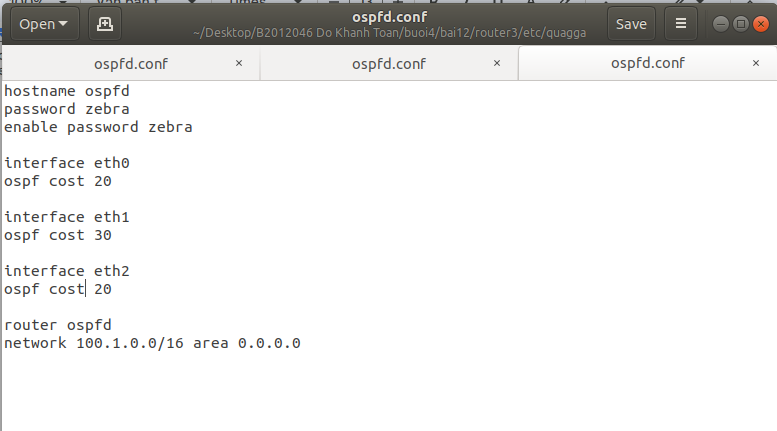 ospfd.conf
Open
~/Desktop/B2012046 Do Khanh Toan/buoi4/bai12/router3/etc/quagga
Save
ospfd.conf × ospfd.conf × ospfd.conf ×
hostname ospfd
password zebra
enable password zebra
interface eth0
ospf cost 20
interface eth1
ospf cost 30
interface eth2
ospf cost 20
router ospfd
network 100.1.0.0/16 area 0.0.0.0